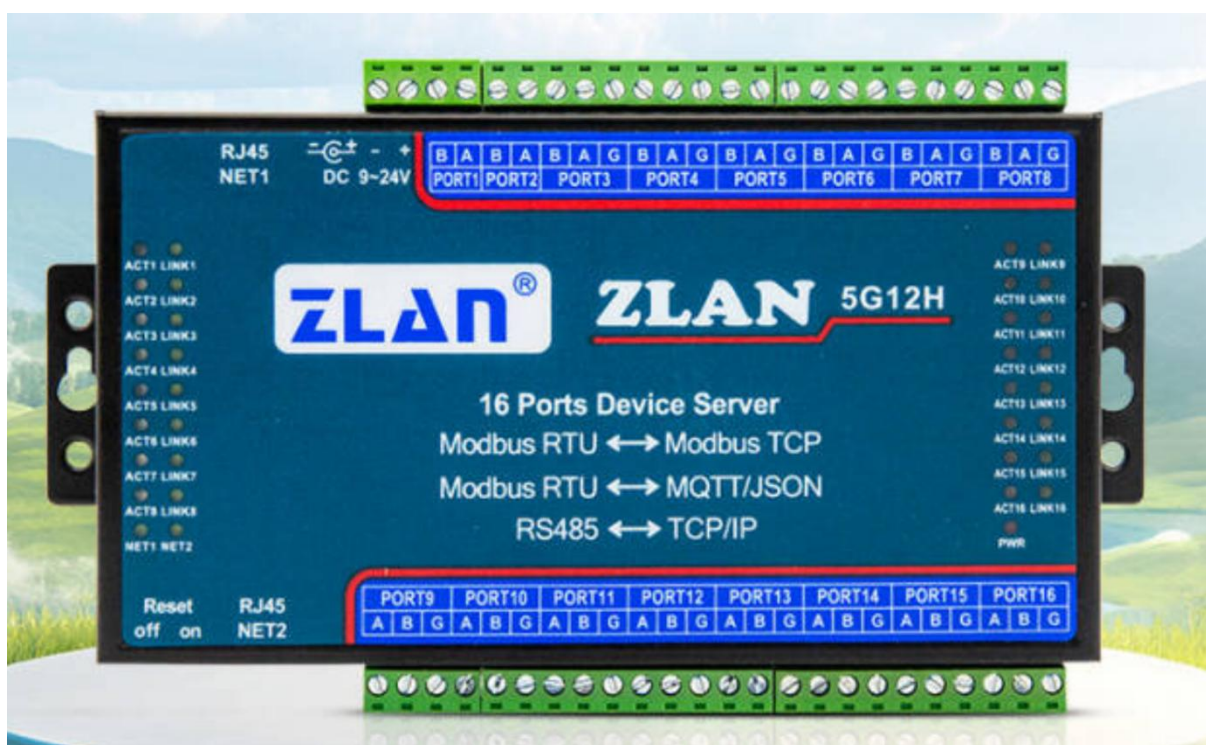 RJ45 - + - +
NET1 DC 9~24V
B A B A B A G B A G B A G B A G B A G B A G
PORT1 PORT2 PORT3 PORT4 PORT5 PORT6 PORT7 PORT8
ACT1 LINK1
ACT2 LINK2
ACT3 LINK3
ACT4 LINK4
ACT5 LINK5
ACT6 LINK6
ACT7 LINK7
ACT8 LINK8
NET1 NET2
ZLAN®
ZLAN 5G12H
16 Ports Device Server
Modbus RTU ↔ Modbus TCP
Modbus RTU ↔ MQTT/JSON
RS485 ↔ TCP/IP
ACT9 LINK9
ACT10 LINK10
ACT11 LINK11
ACT12 LINK12
ACT13 LINK13
ACT14 LINK14
ACT15 LINK15
ACT16 LINK16
PWR
Reset RJ45
off on NET2
PORT9 PORT10 PORT11 PORT12 PORT13 PORT14 PORT15 PORT16
A B G A B G A B G A B G A B G A B G A B G A B G